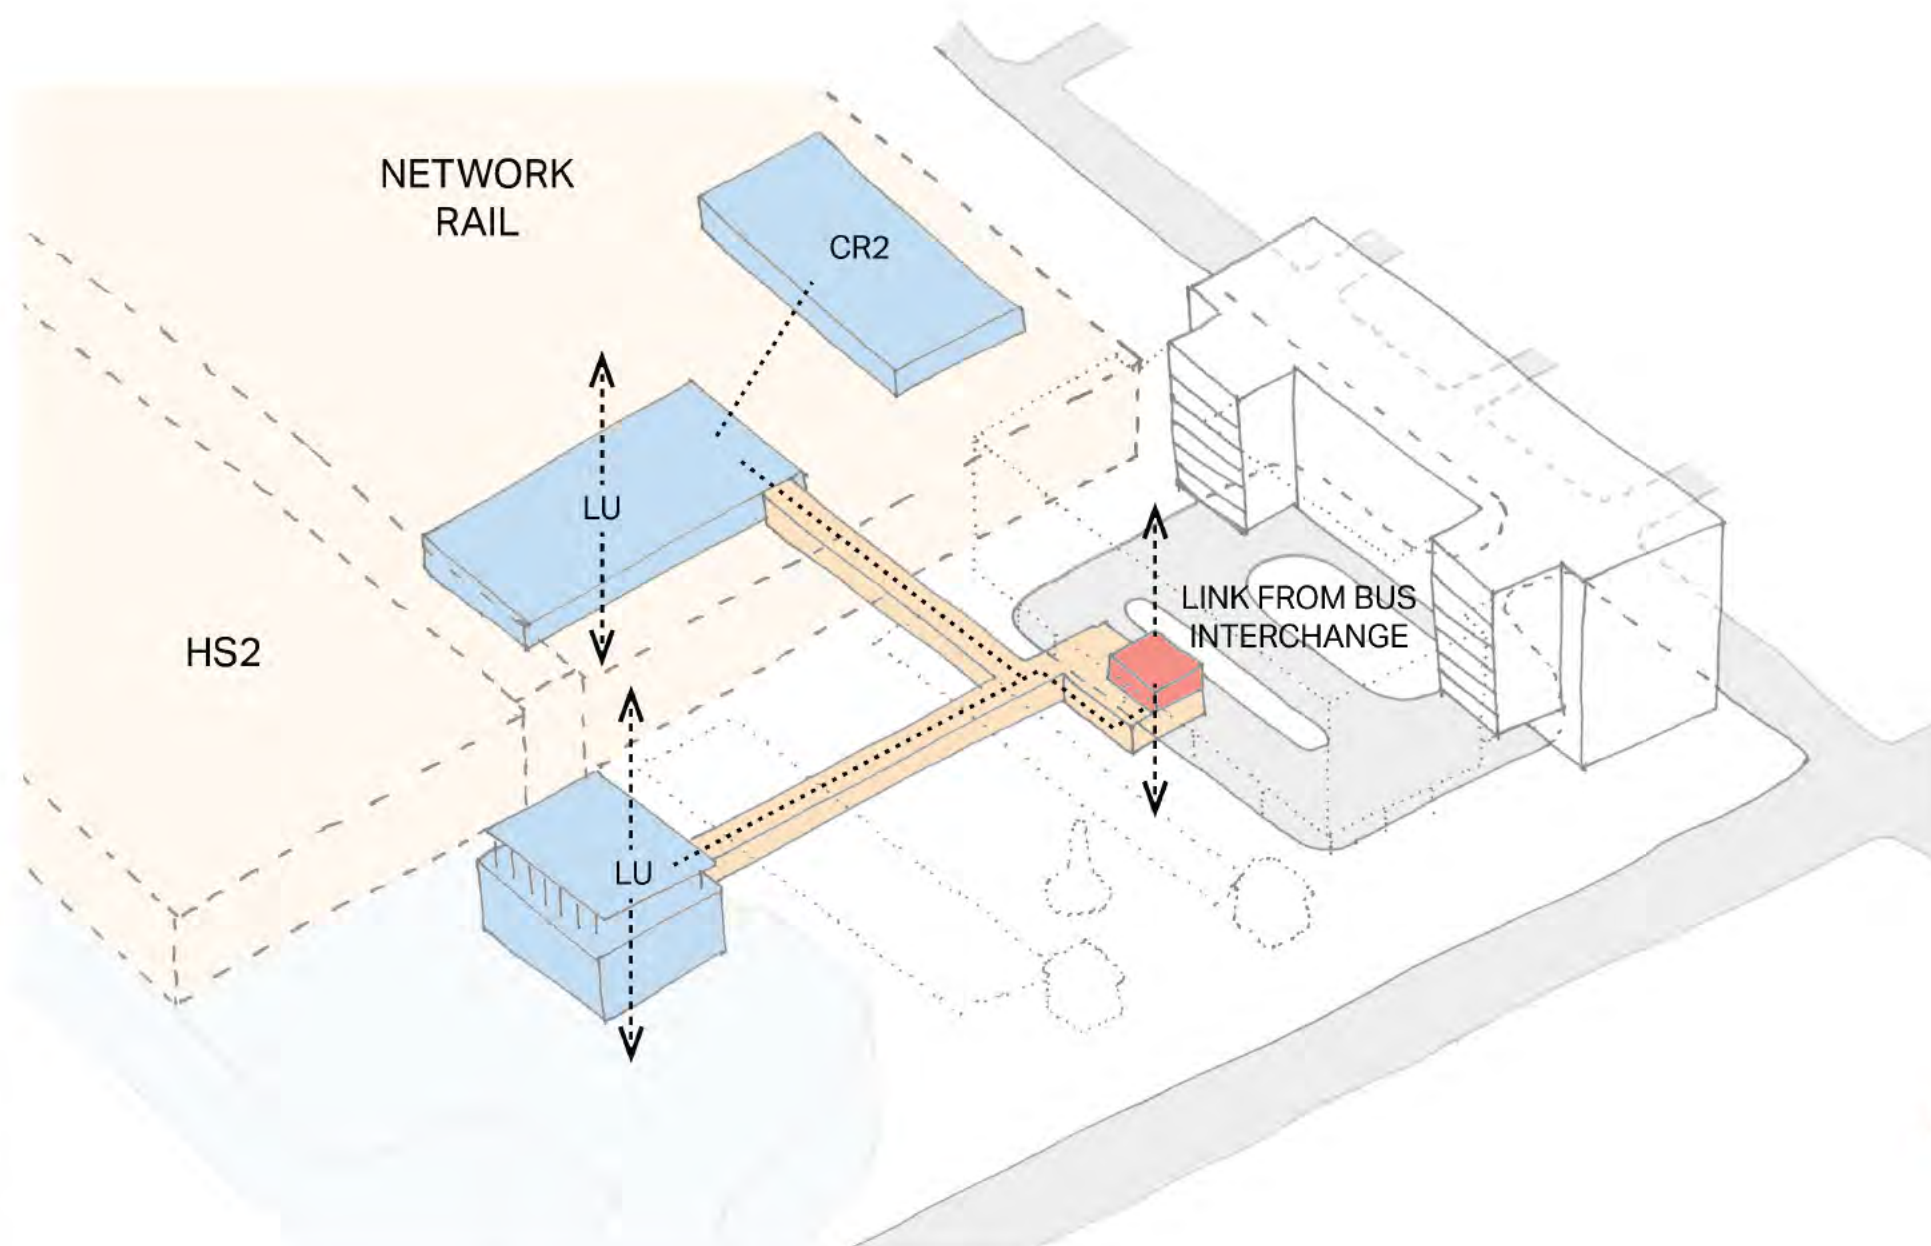 NETWORK
RAIL
CR2
LU
LINK FROM BUS
INTERCHANGE
HS2
LU